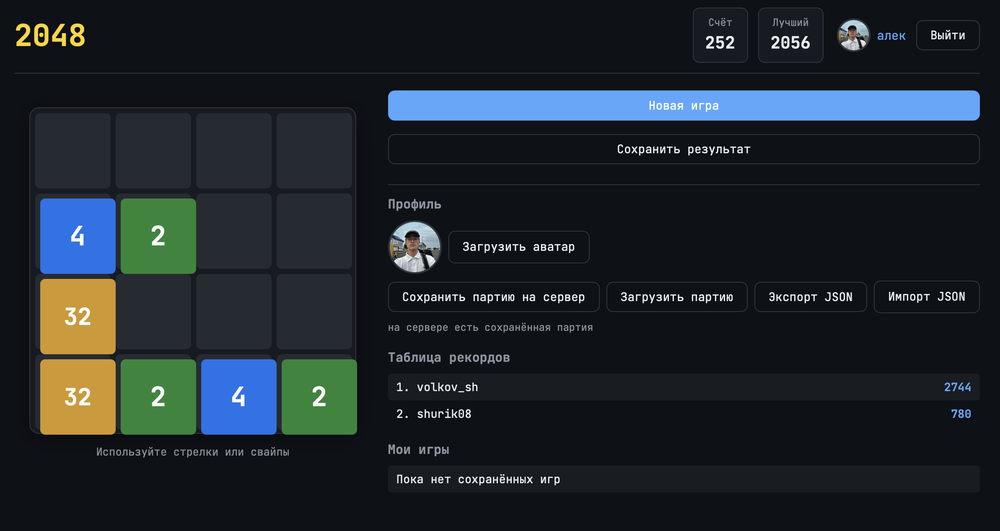 2048
Счёт
252
Лучший
2056
алек
Выйти
4 2
32
32 2 4 2
Используйте стрелки или свайпы
Новая игра
Сохранить результат
Профиль
Загрузить аватар
Сохранить партию на сервер Загрузить партию Экспорт JSON Импорт JSON
на сервере есть сохранённая партия
Таблица рекордов
1. volkov_sh 2744
2. shurik08 780
Мои игры
Пока нет сохранённых игр